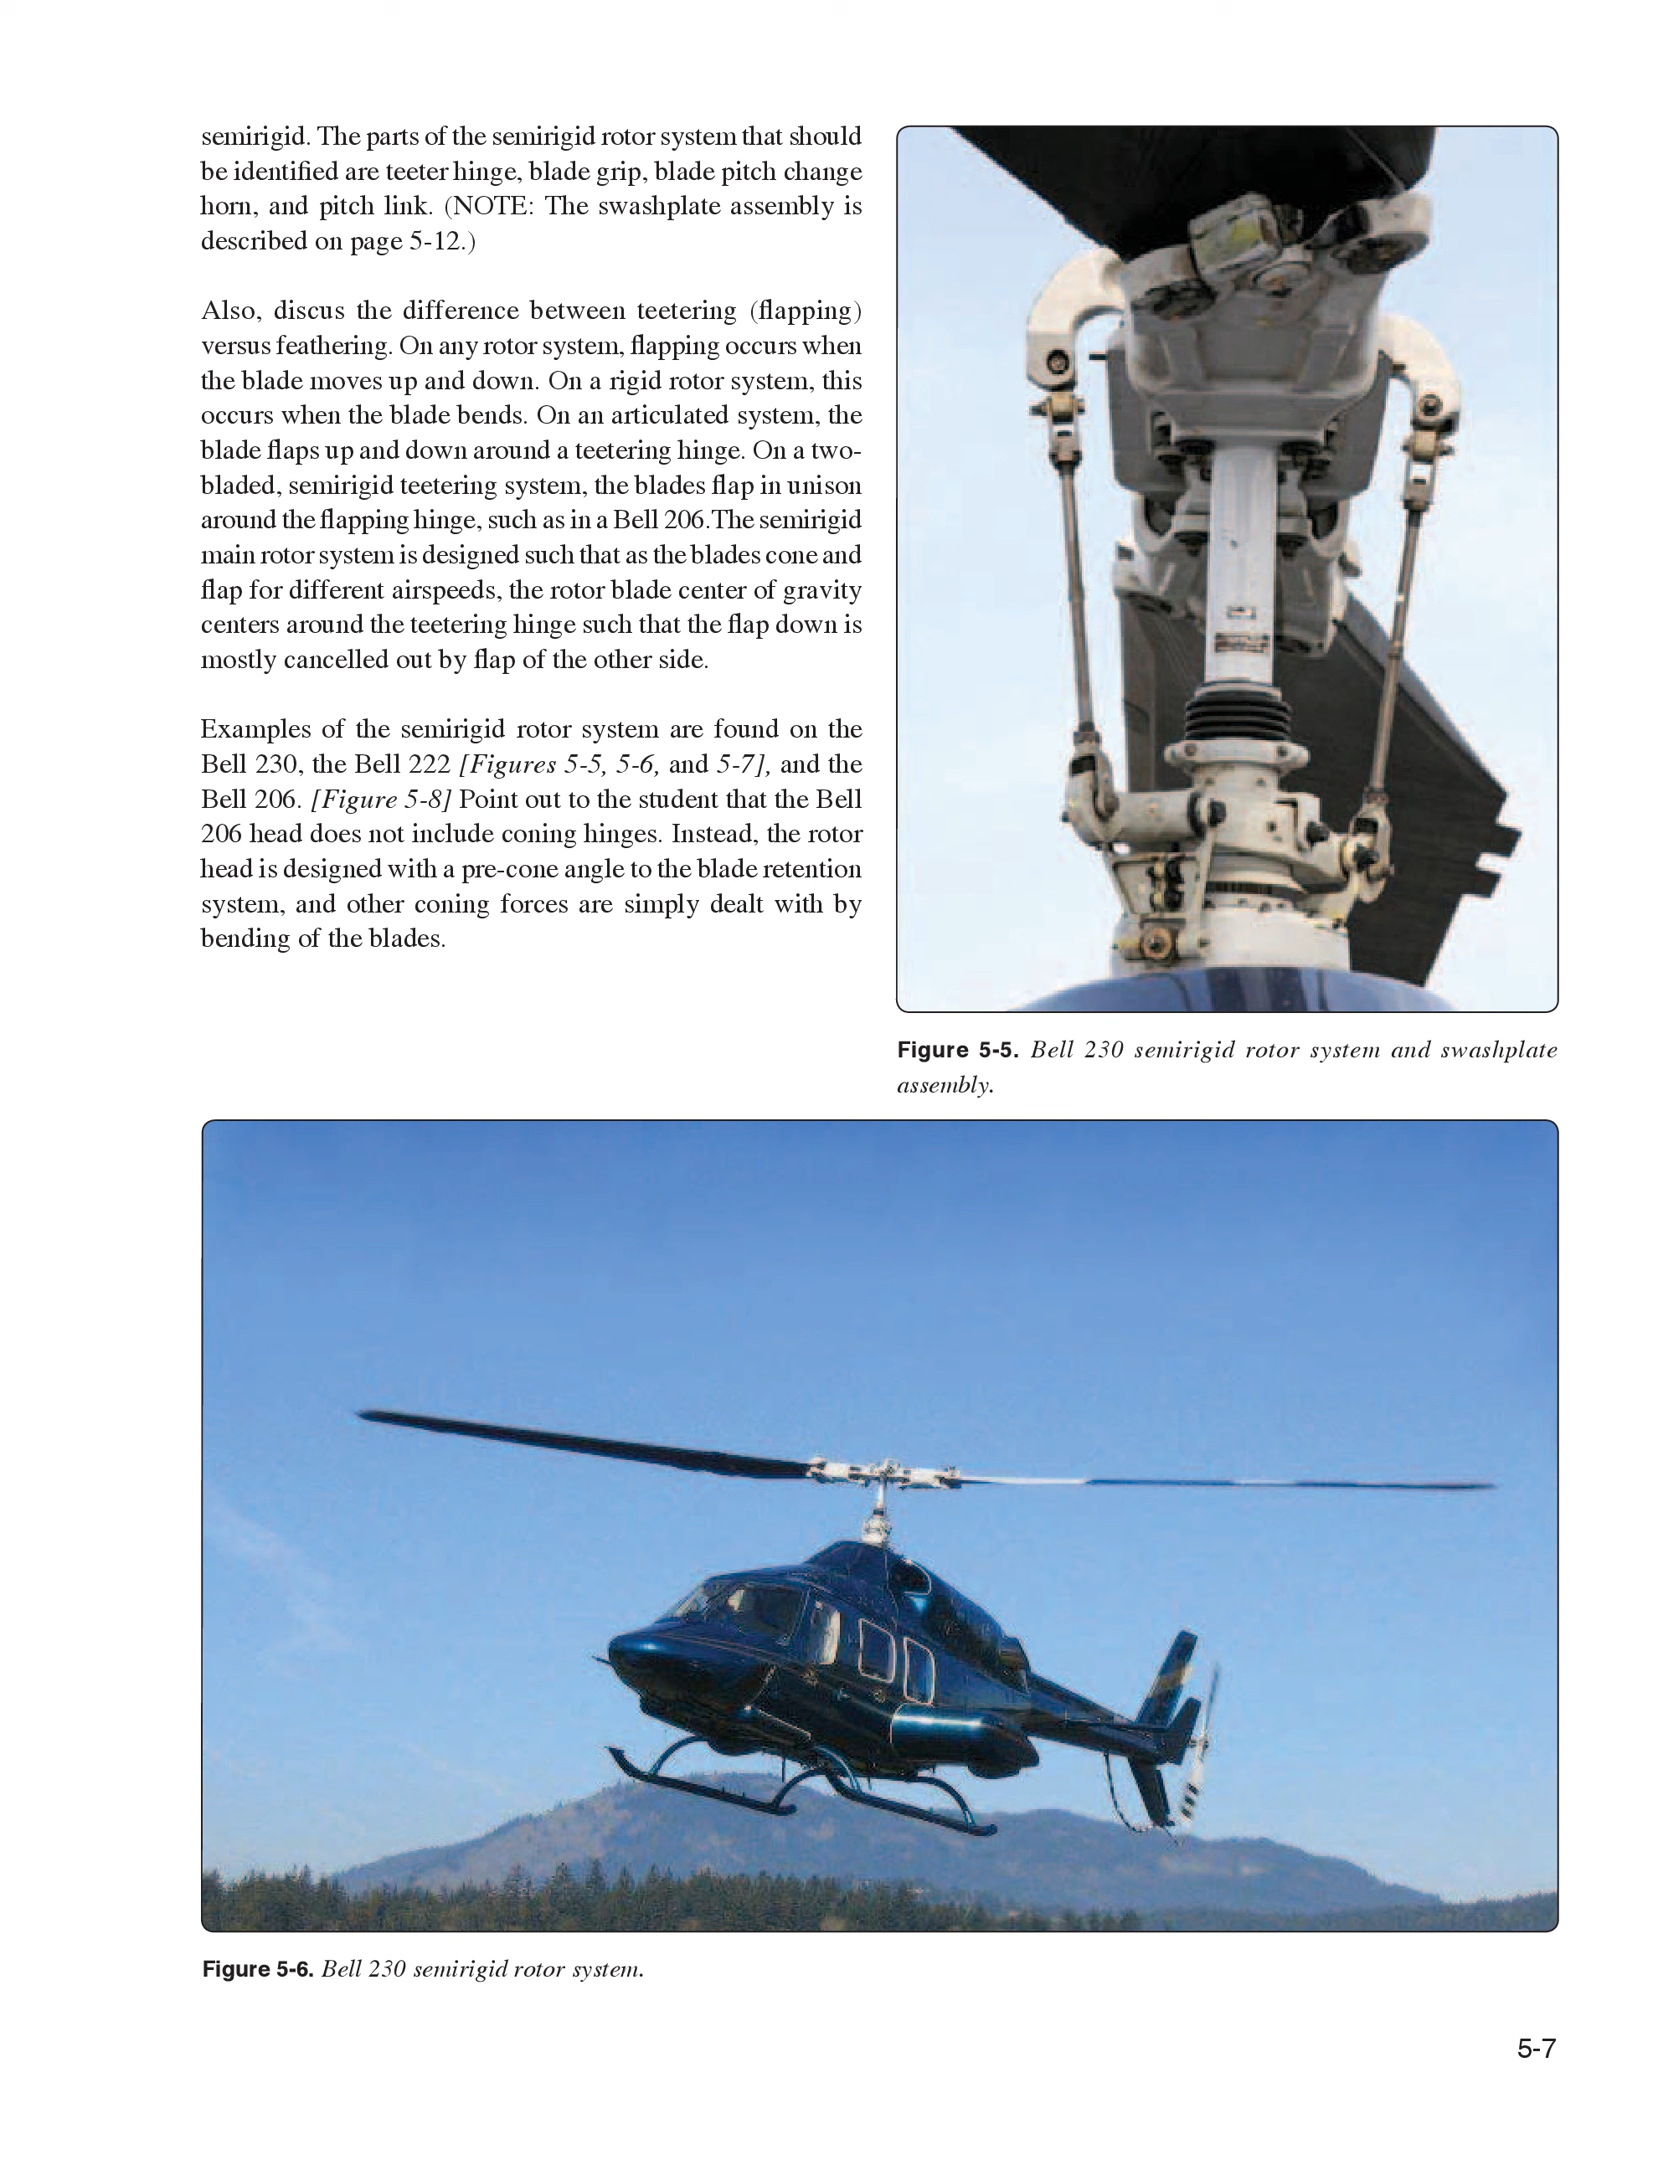 semirigid. The parts of the semirigid rotor system that should
be identified are teeter hinge, blade grip, blade pitch change
horn, and pitch link. (NOTE: The swashplate assembly is
described on page 5-12.)
Also, discus the difference between teetering (flapping)
versus feathering. On any rotor system, flapping occurs when
the blade moves up and down. On a rigid rotor system, this
occurs when the blade bends. On an articulated system, the
blade flaps up and down around a teetering hinge. On a two-
bladed, semirigid teetering system, the blades flap in unison
around the flapping hinge, such as in a Bell 206.The semirigid
main rotor system is designed such that as the blades cone and
flap for different airspeeds, the rotor blade center of gravity
centers around the teetering hinge such that the flap down is
mostly cancelled out by flap of the other side.
Examples of the semirigid rotor system are found on the
Bell 230, the Bell 222 [Figures 5-5, 5-6, and 5-7], and the
Bell 206. [Figure 5-8] Point out to the student that the Bell
206 head does not include coning hinges. Instead, the rotor
head is designed with a pre-cone angle to the blade retention
system, and other coning forces are simply dealt with by
bending of the blades.
Figure 5-5. Bell 230 semirigid rotor system and swashplate
assembly.
Figure 5-6. Bell 230 semirigid rotor system.
5-7